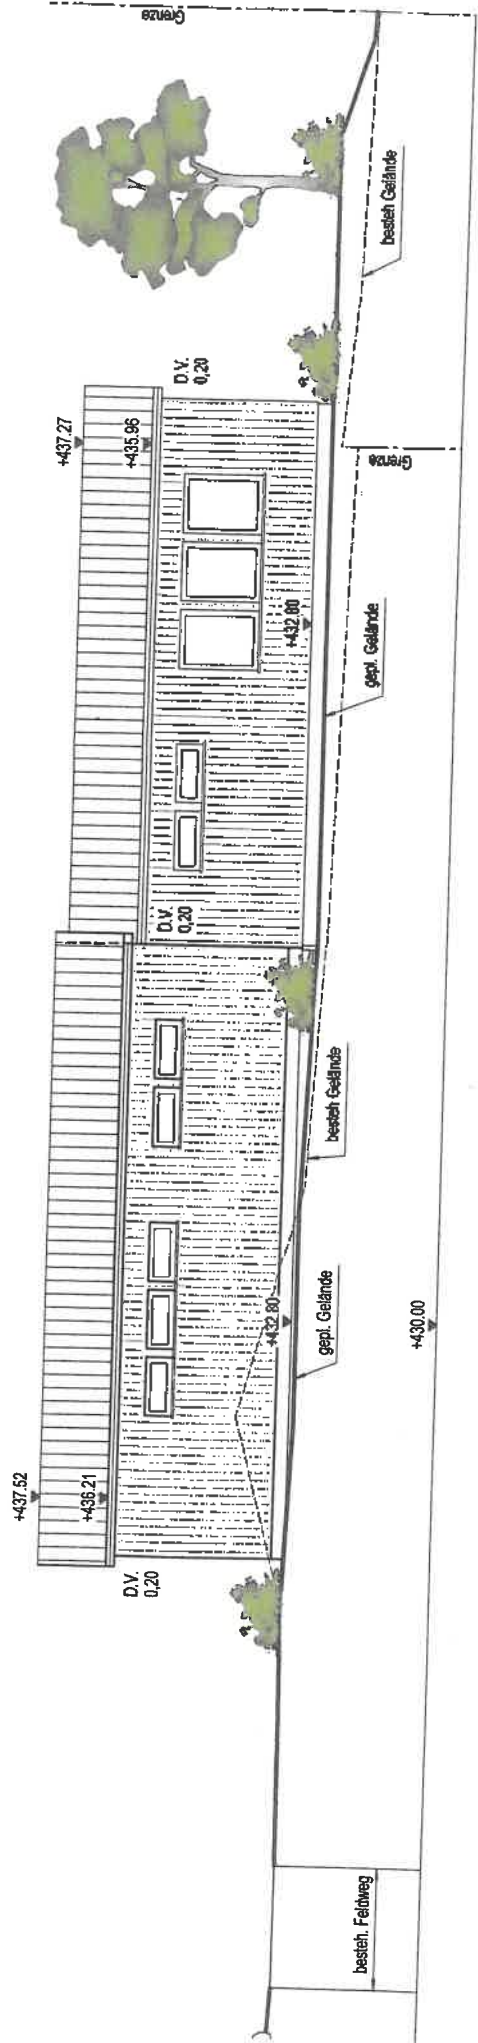 +437.52
+436.21
D.V.
0,20
+432.80
gepl. Gelände
besteh Gelände
+430.00
besteh. Feldweg
D.V.
0,20
+437.27
+435.96
D.V.
0,20
+432.80
gepl. Gelände
Grenze
besteh Gelände
Grenze